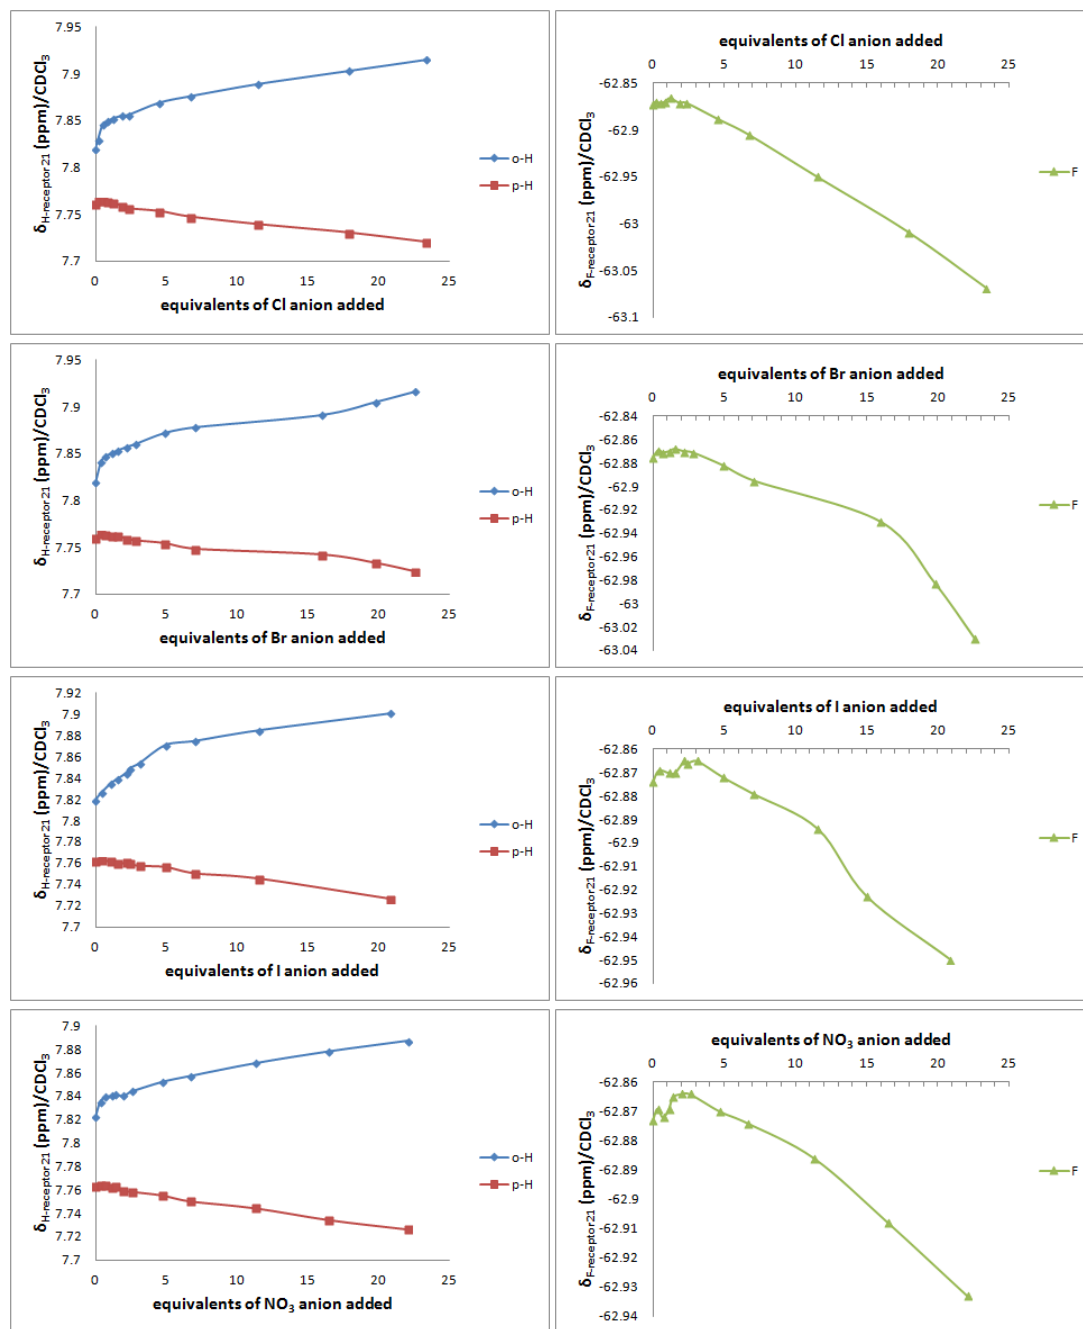 7.95
7.9
7.85
7.8
7.75
7.7
0 5 10 15 20 25
δH-receptor 21 (ppm)/CDCl3
equivalents of Cl anion added
o-H
p-H
equivalents of Cl anion added
0 5 10 15 20 25
-62.85
-62.9
-62.95
-63
-63.05
-63.1
δF-receptor 21 (ppm)/CDCl3
F
7.95
7.9
7.85
7.8
7.75
7.7
0 5 10 15 20 25
δH-receptor 21 (ppm)/CDCl3
equivalents of Br anion added
o-H
p-H
equivalents of Br anion added
0 5 10 15 20 25
-62.84
-62.86
-62.88
-62.9
-62.92
-62.94
-62.96
-62.98
-63
-63.02
-63.04
δF-receptor 21 (ppm)/CDCl3
F
7.92
7.9
7.88
7.86
7.84
7.82
7.8
7.78
7.76
7.74
7.72
7.7
0 5 10 15 20 25
δH-receptor 21 (ppm)/CDCl3
equivalents of I anion added
o-H
p-H
equivalents of I anion added
0 5 10 15 20 25
-62.86
-62.87
-62.88
-62.89
-62.9
-62.91
-62.92
-62.93
-62.94
-62.95
-62.96
δF-receptor 21 (ppm)/CDCl3
F
7.9
7.88
7.86
7.84
7.82
7.8
7.78
7.76
7.74
7.72
7.7
0 5 10 15 20 25
δH-receptor 21 (ppm)/CDCl3
equivalents of NO3 anion added
o-H
p-H
equivalents of NO3 anion added
0 5 10 15 20 25
-62.86
-62.87
-62.88
-62.89
-62.9
-62.91
-62.92
-62.93
-62.94
δF-receptor 21 (ppm)/CDCl3
F